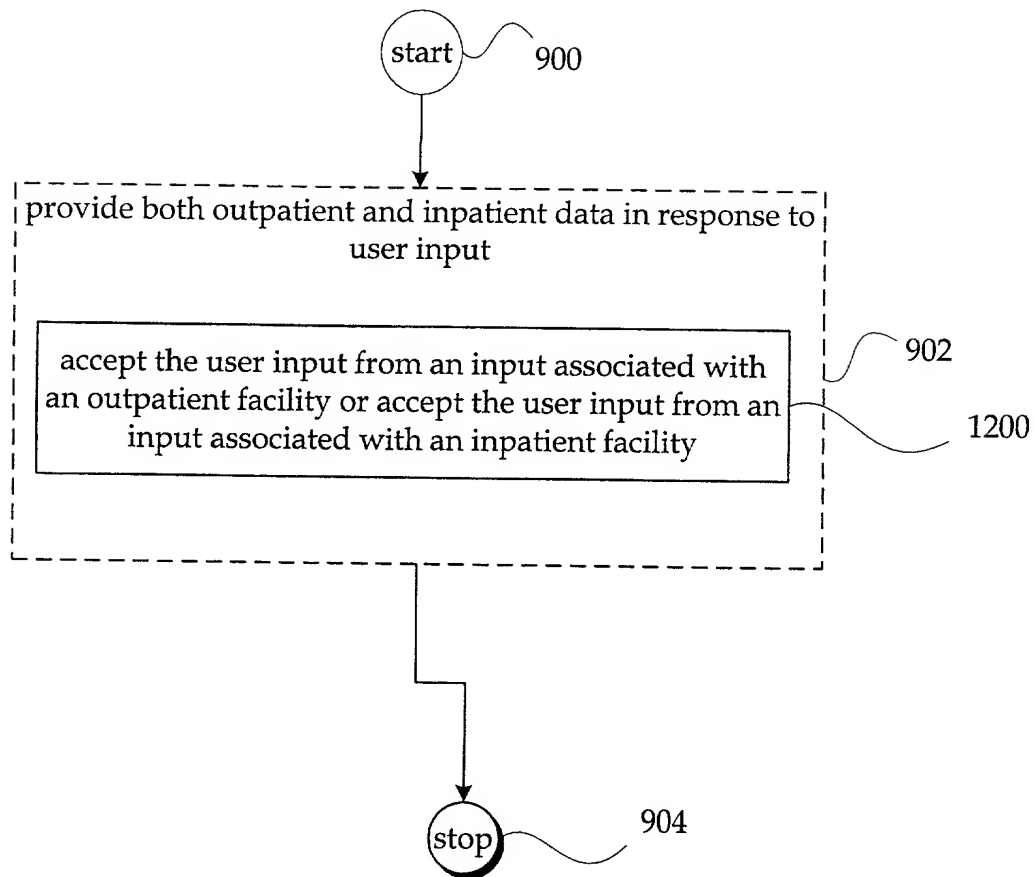 start
900
provide both outpatient and inpatient data in response to
user input
902
accept the user input from an input associated with
an outpatient facility or accept the user input from an
input associated with an inpatient facility
1200
stop
904